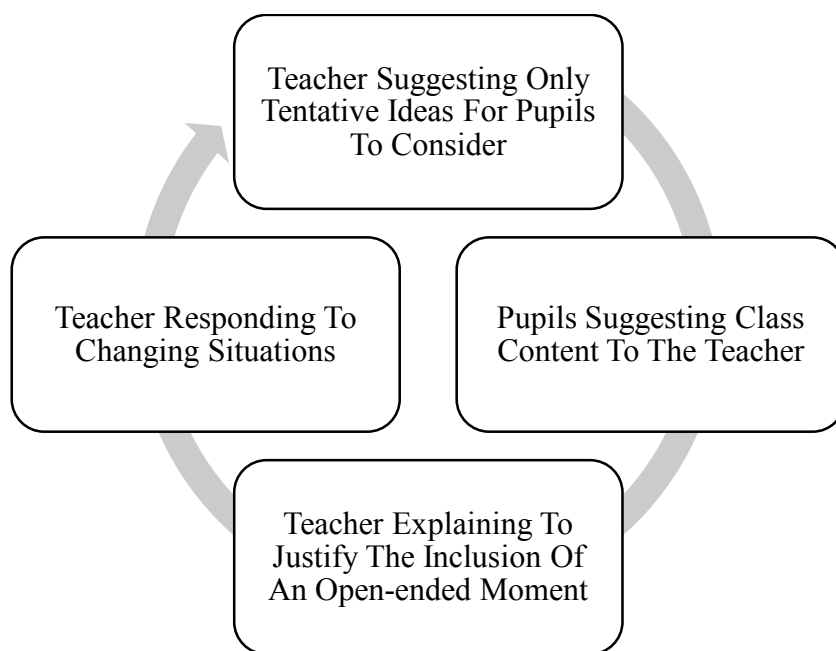 Teacher Suggesting Only
Tentative Ideas For Pupils
To Consider
Pupils Suggesting Class
Content To The Teacher
Teacher Explaining To
Justify The Inclusion Of
An Open-ended Moment
Teacher Responding To
Changing Situations